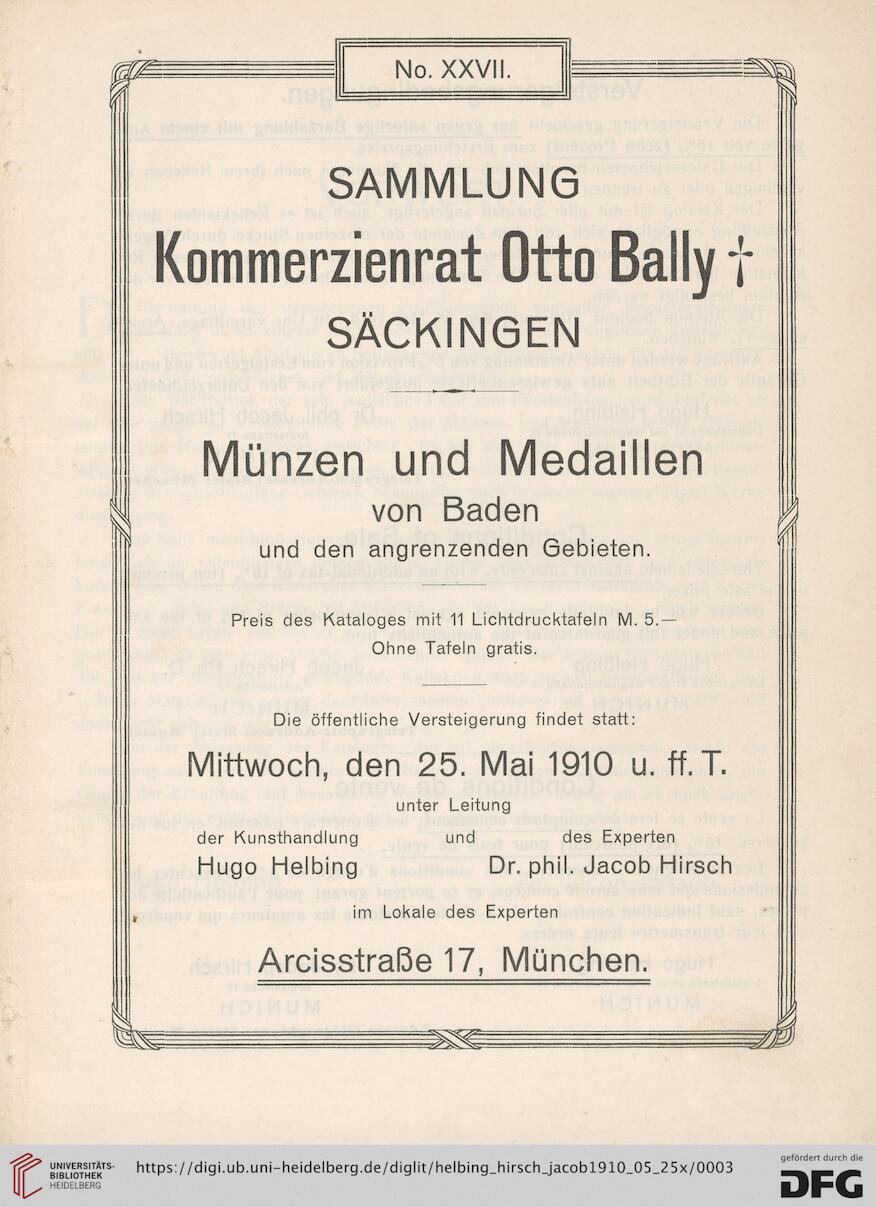 No. XXVII.
SAMMLUNG
Kommerzienrat Otto Bally †
SÄCKINGEN
Münzen und Medaillen
von Baden
und den angrenzenden Gebieten.
Preis des Kataloges mit 11 Lichtdrucktafeln M. 5.—
Ohne Tafeln gratis.
Die öffentliche Versteigerung findet statt:
Mittwoch, den 25. Mai 1910 u. ff. T.
unter Leitung
der Kunsthandlung und des Experten
Hugo Helbing Dr. phil. Jacob Hirsch
im Lokale des Experten
Arcisstraße 17, München.
UNIVERSITÄTS-
BIBLIOTHEK
HEIDELBERG
https://digi.ub.uni-heidelberg.de/diglit/helbing_hirsch_jacob1910_05_25x/0003
gefördert durch die
DFG